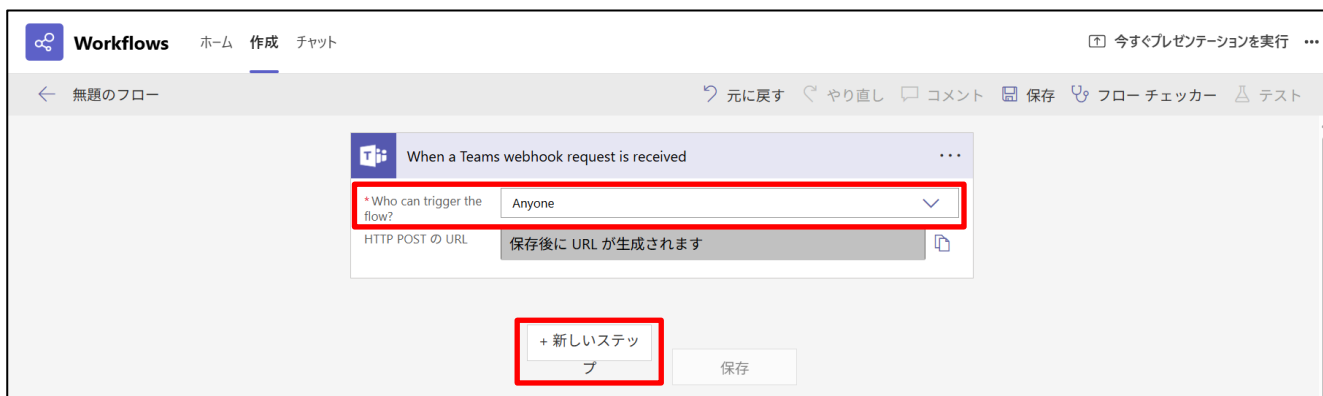 Workflows ホーム 作成 チャット 今すぐプレゼンテーションを実行 •••
← 無題のフロー 元に戻す やり直し コメント 保存 フロー チェッカー テスト
When a Teams webhook request is received ···
* Who can trigger the
flow?
Anyone
HTTP POST の URL
保存後に URL が生成されます
+ 新しいステッ
プ
保存